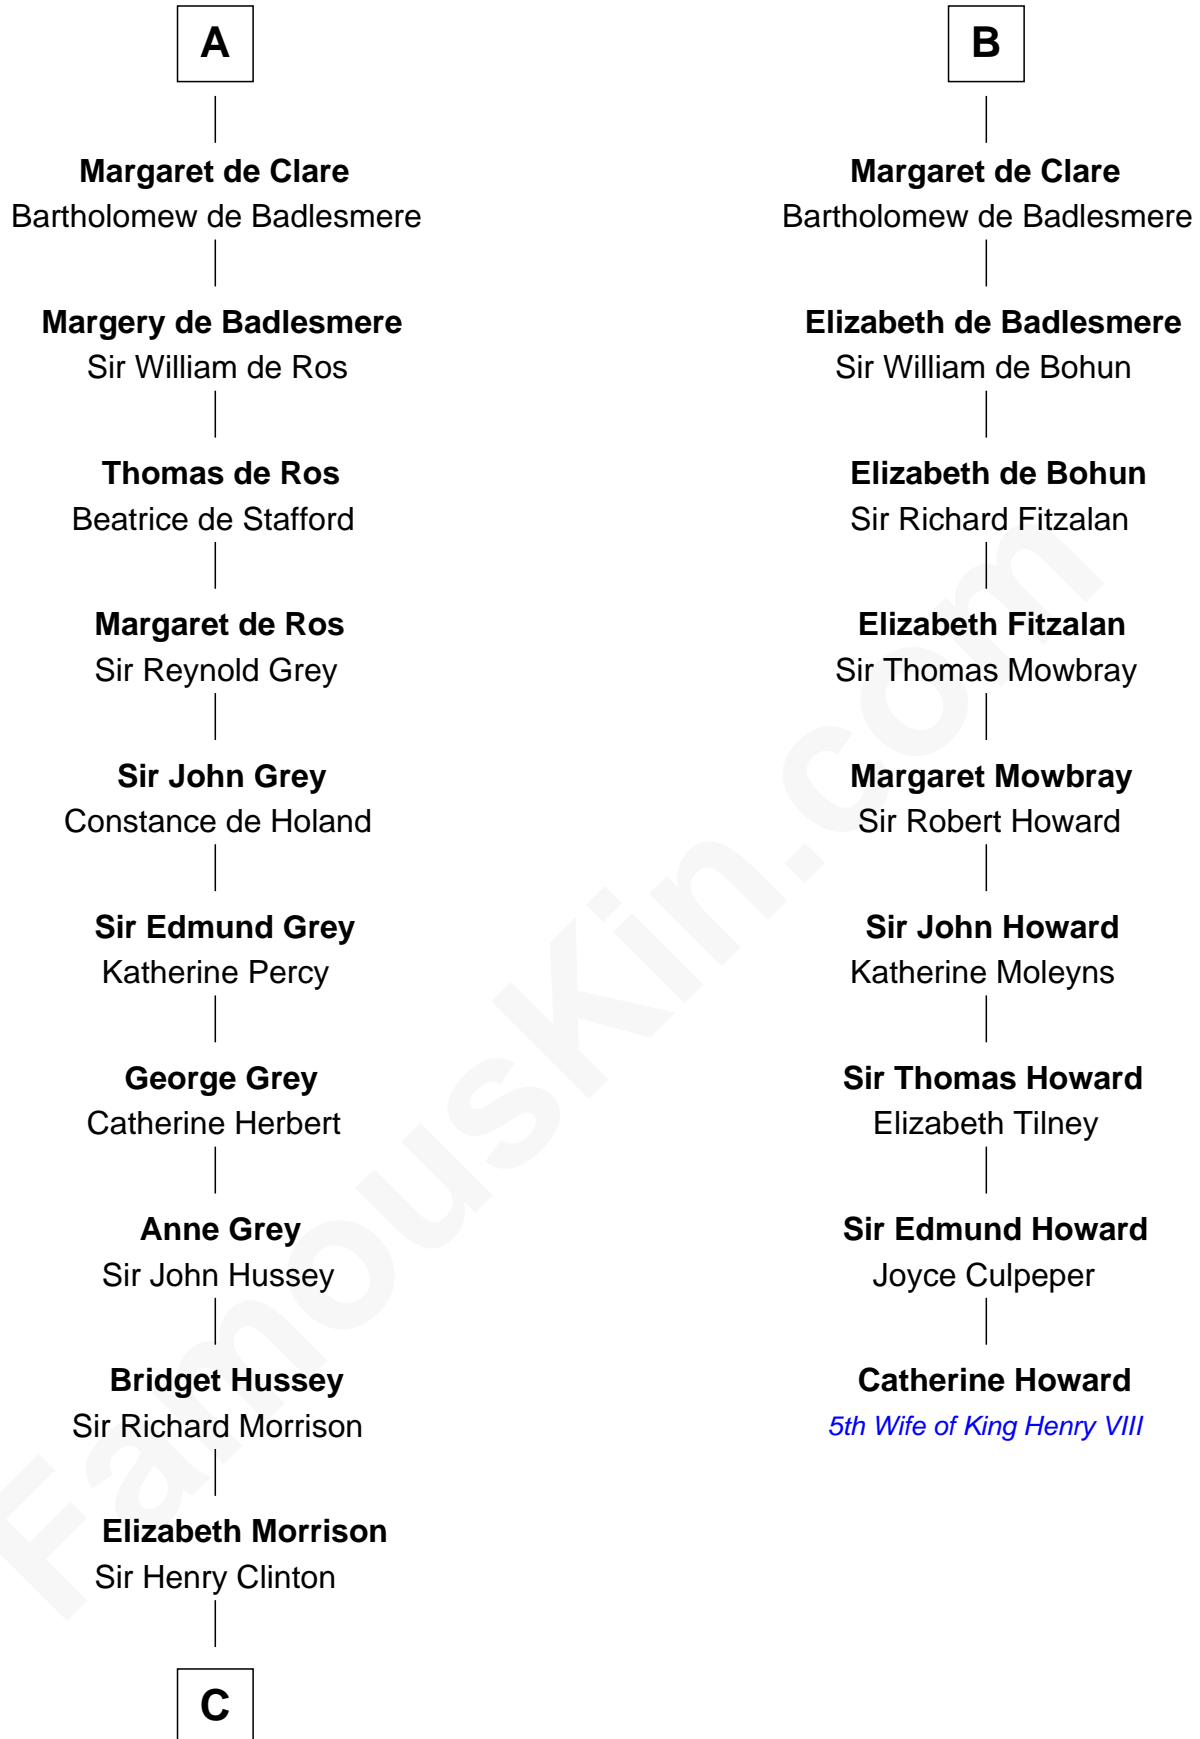 A
Margaret de Clare
Bartholomew de Badlesmere
Margery de Badlesmere
Sir William de Ros
Thomas de Ros
Beatrice de Stafford
Margaret de Ros
Sir Reynold Grey
Sir John Grey
Constance de Holand
Sir Edmund Grey
Katherine Percy
George Grey
Catherine Herbert
Anne Grey
Sir John Hussey
Bridget Hussey
Sir Richard Morrison
Elizabeth Morrison
Sir Henry Clinton
C
B
Margaret de Clare
Bartholomew de Badlesmere
Elizabeth de Badlesmere
Sir William de Bohun
Elizabeth de Bohun
Sir Richard Fitzalan
Elizabeth Fitzalan
Sir Thomas Mowbray
Margaret Mowbray
Sir Robert Howard
Sir John Howard
Katherine Moleyns
Sir Thomas Howard
Elizabeth Tilney
Sir Edmund Howard
Joyce Culpeper
Catherine Howard
5th Wife of King Henry VIII
FamousKin.com